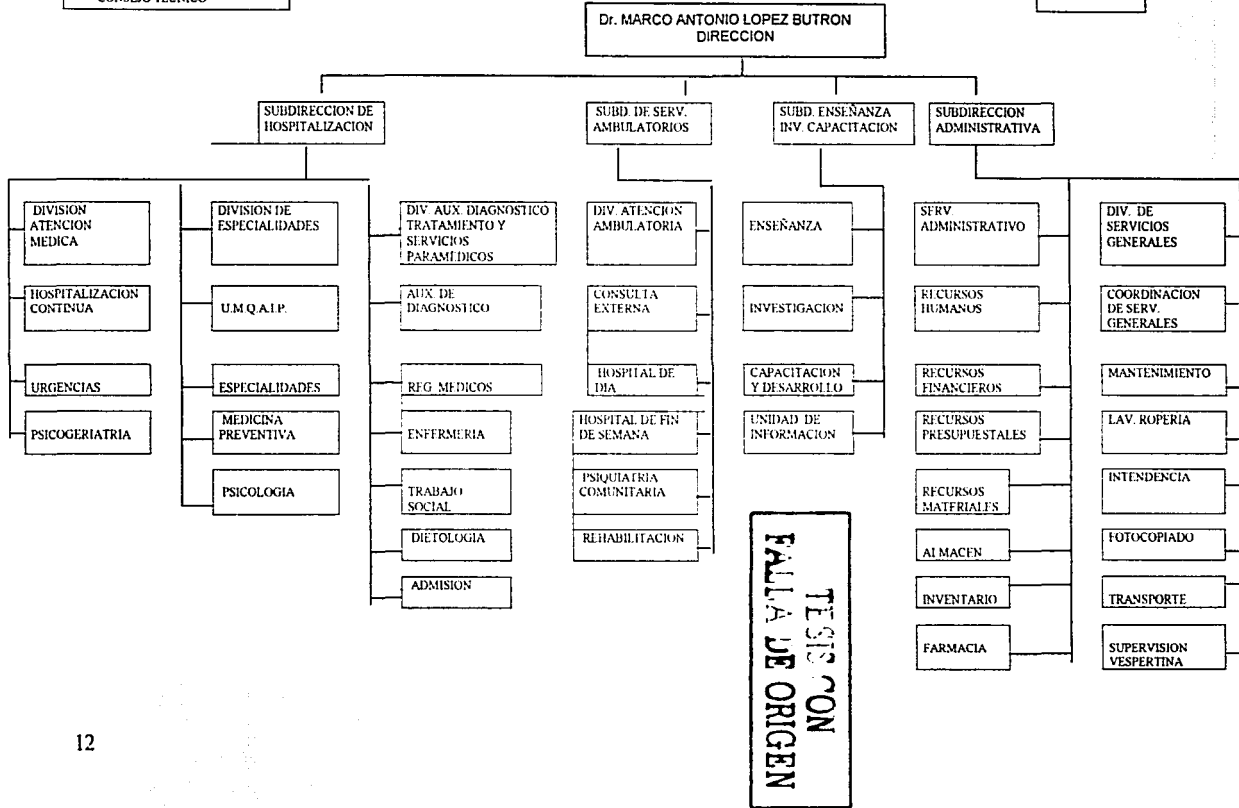 CONSEJO TECNICO
Dr. MARCO ANTONIO LOPEZ BUTRON
DIRECCION
SUBDIRECCION DE
HOSPITALIZACION
SUBD. DE SERV.
AMBULATORIOS
SUBD. ENSEÑANZA
INV. CAPACITACION
SUBDIRECCION
ADMINISTRATIVA
DIVISION
ATENCION
MEDICA
HOSPITALIZACION
CONTINUA
URGENCIAS
PSICOGERIATRIA
DIVISION DE
ESPECIALIDADES
U.M.Q.A.I.P.
ESPECIALIDADES
MEDICINA
PREVENTIVA
PSICOLOGIA
DIV. AUX. DIAGNOSTICO
TRATAMIENTO Y
SERVICIOS
PARAMEDICOS
AUX. DE
DIAGNOSTICO
REG. MEDICOS
ENFERMERIA
TRABAJO
SOCIAL
DIETOLOGIA
ADMISION
DIV. ATENCION
AMBULATORIA
CONSULTA
EXTERNA
HOSPITAL DE
DIA
HOSPITAL DE FIN
DE SEMANA
PSIQUIATRIA
COMUNITARIA
REHABILITACION
ENSEÑANZA
INVESTIGACION
CAPACITACION
Y DESARROLLO
UNIDAD DE
INFORMACION
SERV.
ADMINISTRATIVO
RECURSOS
HUMANOS
RECURSOS
FINANCIEROS
RECURSOS
PRESUPUESTALES
RECURSOS
MATERIALES
ALMACEN
INVENTARIO
FARMACIA
DIV. DE
SERVICIOS
GENERALES
COORDINACION
DE SERV.
GENERALES
MANTENIMIENTO
LAV. ROPERIA
INTENDENCIA
FOTOCOPIADO
TRANSPORTE
SUPERVISION
VESPERTINA
TESIS CON
FALLA DE ORIGEN
12